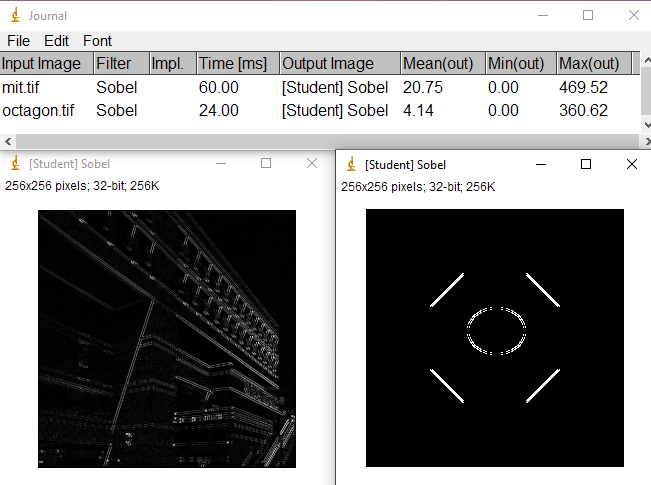 Journal
File Edit Font
Input Image Filter Impl. Time [ms] Output Image Mean(out) Min(out) Max(out)
mit.tif Sobel 60.00 [Student] Sobel 20.75 0.00 469.52
octagon.tif Sobel 24.00 [Student] Sobel 4.14 0.00 360.62
[Student] Sobel
256x256 pixels; 32-bit; 256K
[Student] Sobel
256x256 pixels; 32-bit; 256K